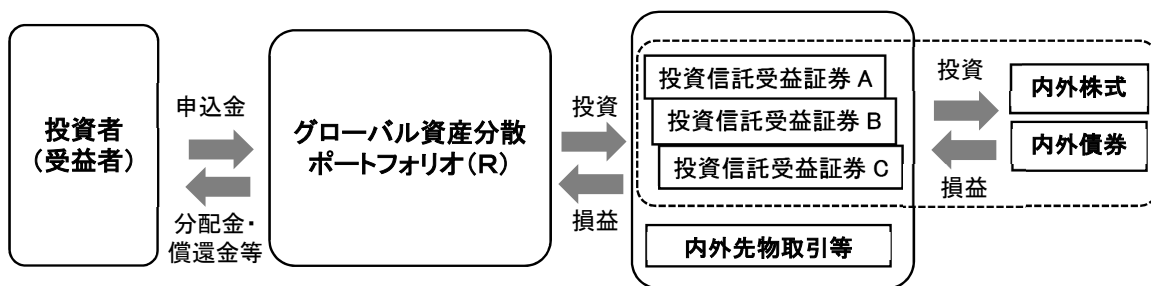 投資者
(受益者)
申込金
分配金・
償還金等
グローバル資産分散
ポートフォリオ(R)
投資
損益
投資信託受益証券 A
投資信託受益証券 B
投資信託受益証券 C
内外先物取引等
投資
損益
内外株式
内外債券